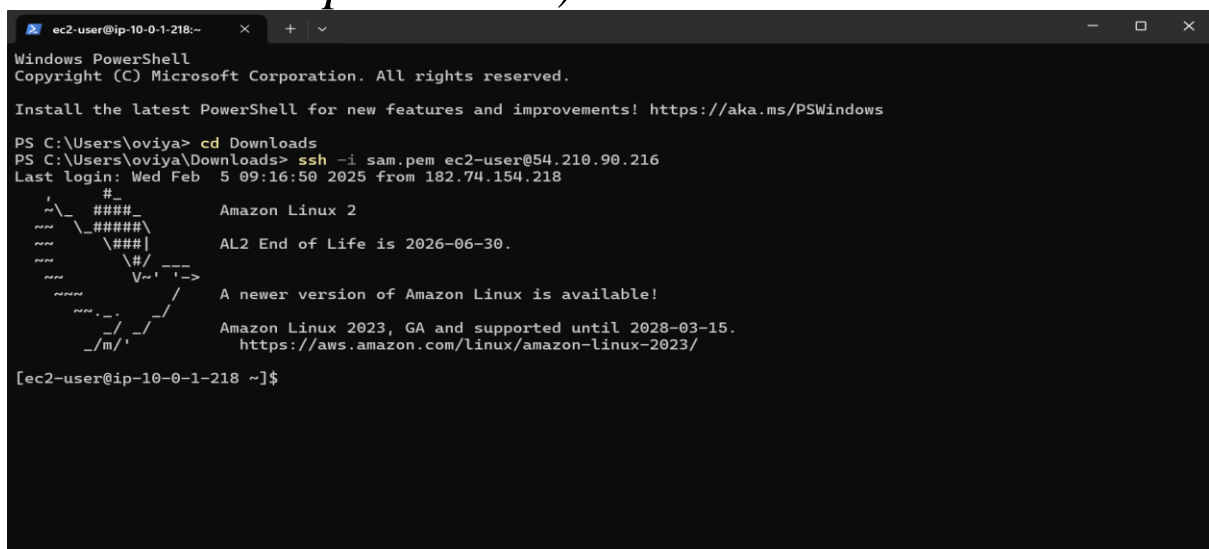 ec2-user@ip-10-0-1-218:~
Windows PowerShell
Copyright (C) Microsoft Corporation. All rights reserved.
Install the latest PowerShell for new features and improvements! https://aka.ms/PSWindows
PS C:\Users\oviya> cd Downloads
PS C:\Users\oviya\Downloads> ssh -i sam.pem ec2-user@54.210.90.216
Last login: Wed Feb  5 09:16:50 2025 from 182.74.154.218
   ,     #_
   ~\_  ####_        Amazon Linux 2
  ~~  \_#####\
  ~~     \###|       AL2 End of Life is 2026-06-30.
  ~~       \#/ ___
   ~~       V~' '->
    ~~~         /    A newer version of Amazon Linux is available!
      ~~._.   _/
         _/ _/       Amazon Linux 2023, GA and supported until 2028-03-15.
       _/m/'           https://aws.amazon.com/linux/amazon-linux-2023/
[ec2-user@ip-10-0-1-218 ~]$